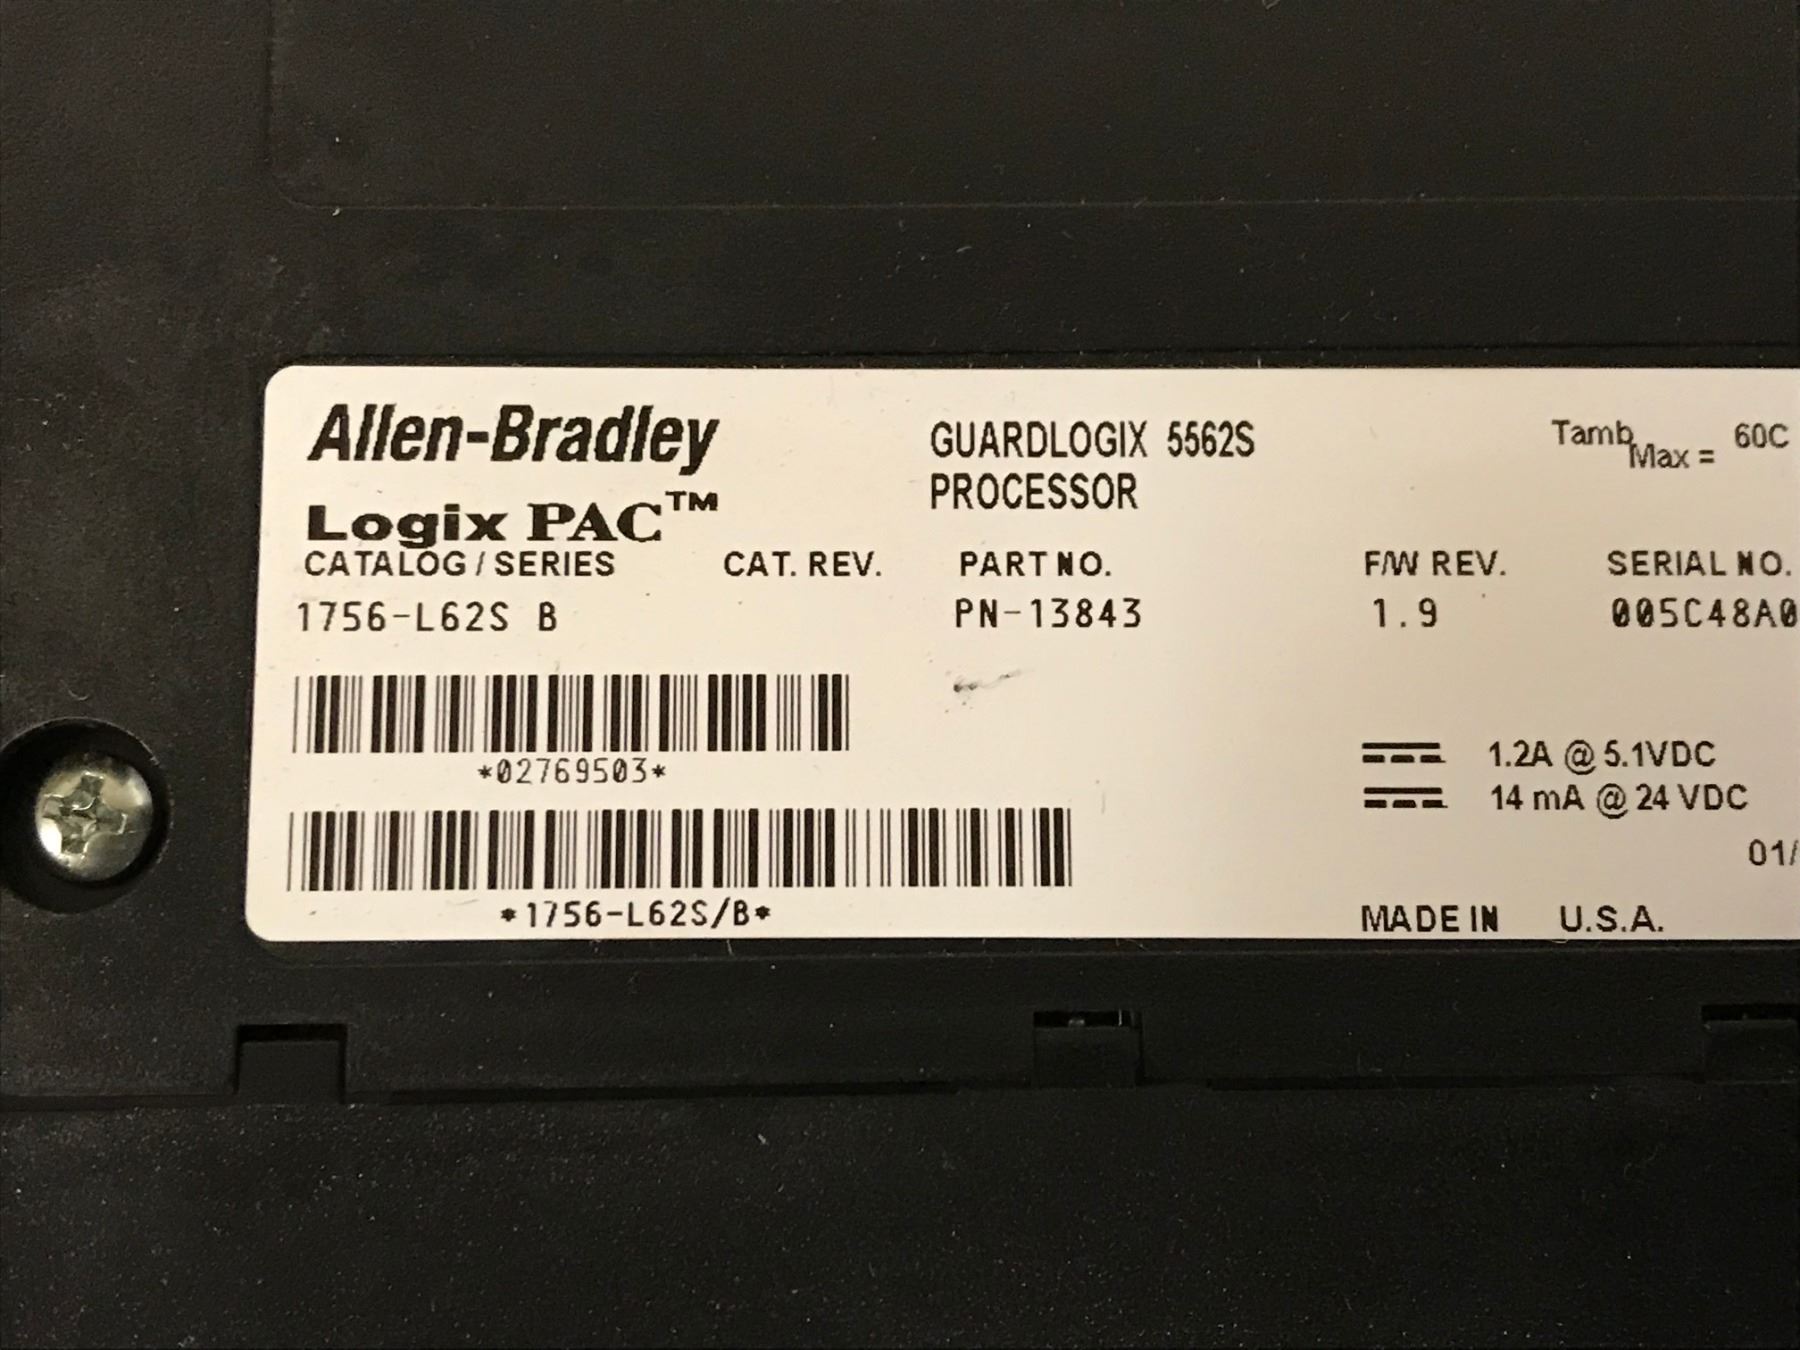 Allen-Bradley
Logix PAC™
GUARDLOGIX 5562S
PROCESSOR
Tamb Max = 60C
CATALOG / SERIES CAT. REV. PART NO. F/W REV. SERIAL NO.
1756-L62S B PN-13843 1.9 005C48A0
*02769503*
1.2A @ 5.1VDC
14 mA @ 24 VDC
01/
*1756-L62S/B*
MADE IN U.S.A.